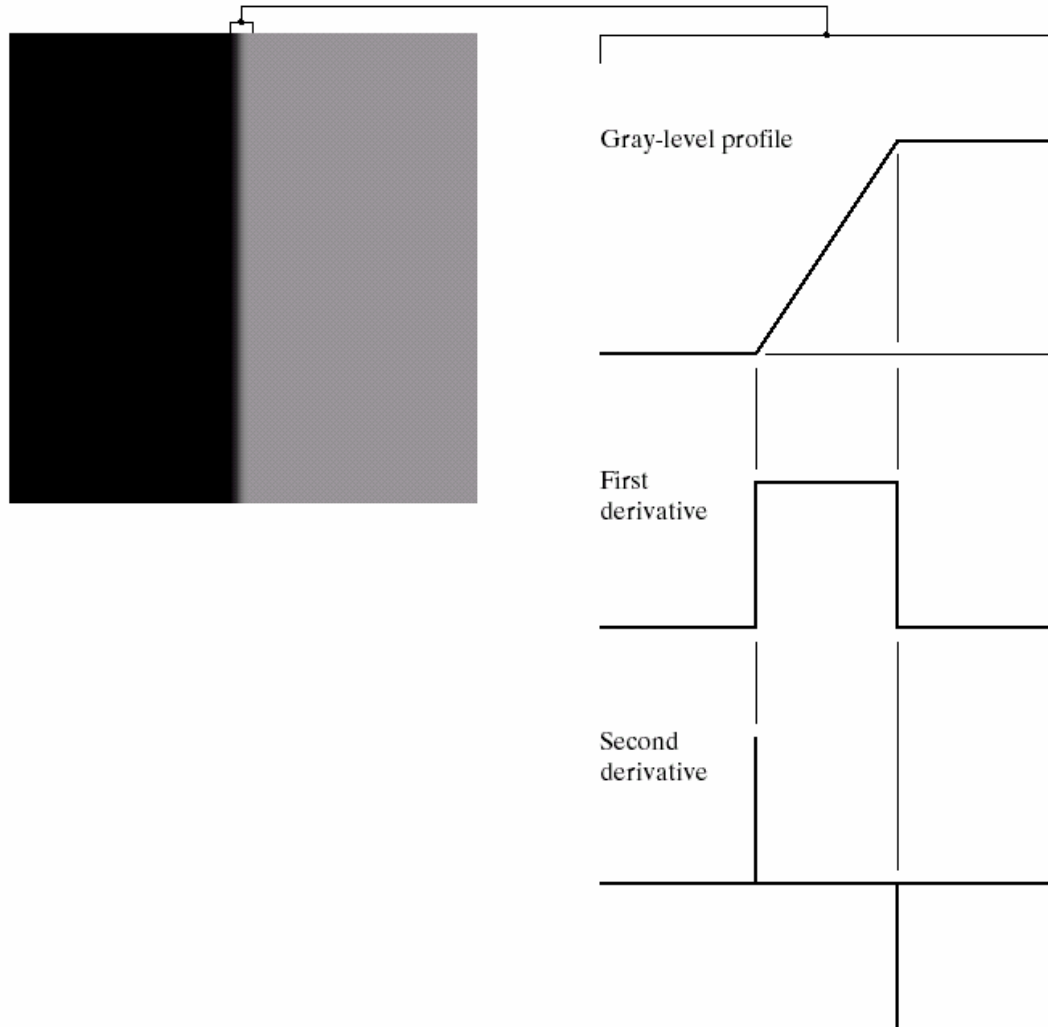 Gray-level profile
First
derivative
Second
derivative